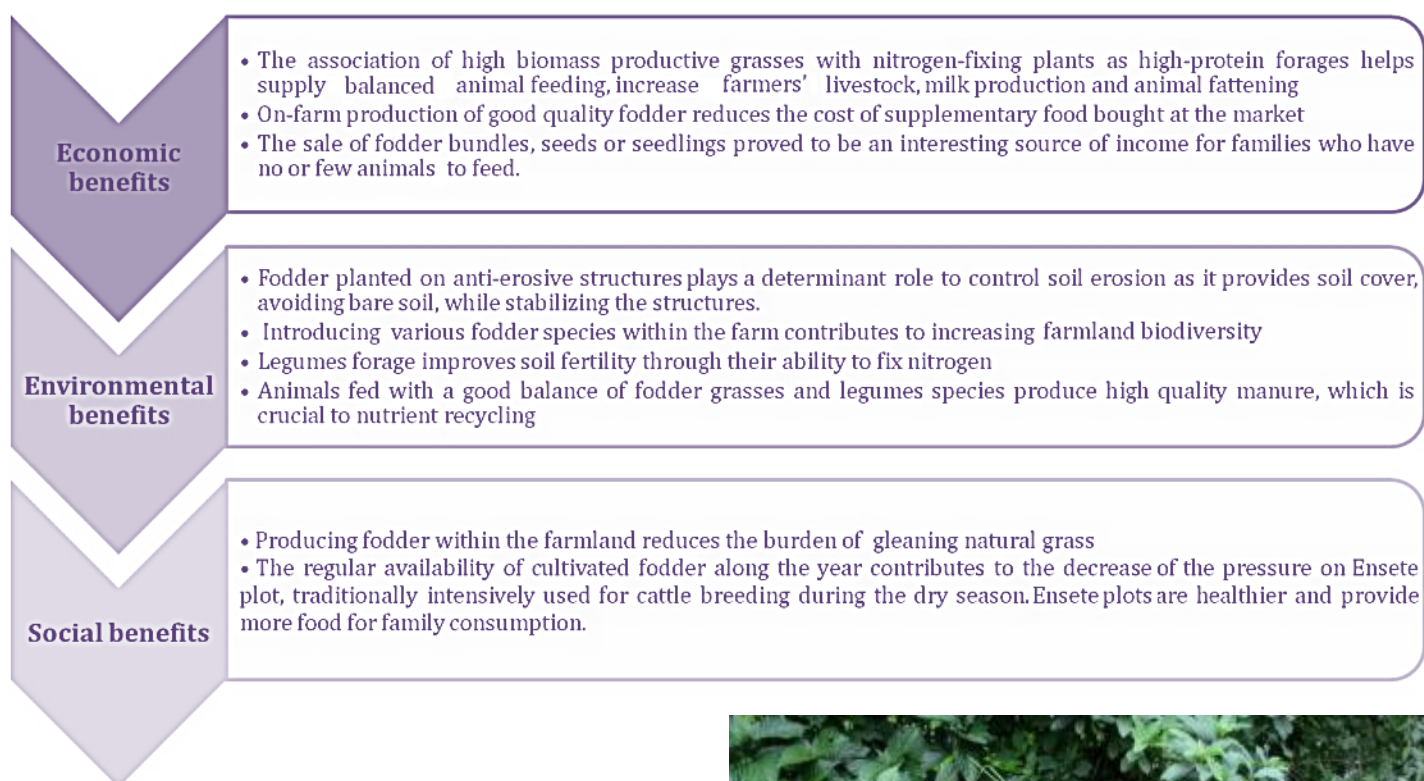 Economic
benefits
• The association of high biomass productive grasses with nitrogen-fixing plants as high-protein forages helps
supply balanced animal feeding, increase farmers' livestock, milk production and animal fattening
• On-farm production of good quality fodder reduces the cost of supplementary food bought at the market
• The sale of fodder bundles, seeds or seedlings proved to be an interesting source of income for families who have
no or few animals to feed.
Environmental
benefits
• Fodder planted on anti-erosive structures plays a determinant role to control soil erosion as it provides soil cover,
avoiding bare soil, while stabilizing the structures.
• Introducing various fodder species within the farm contributes to increasing farmland biodiversity
• Legumes forage improves soil fertility through their ability to fix nitrogen
• Animals fed with a good balance of fodder grasses and legumes species produce high quality manure, which is
crucial to nutrient recycling
Social benefits
• Producing fodder within the farmland reduces the burden of gleaning natural grass
• The regular availability of cultivated fodder along the year contributes to the decrease of the pressure on Ensete
plot, traditionally intensively used for cattle breeding during the dry season. Ensete plots are healthier and provide
more food for family consumption.